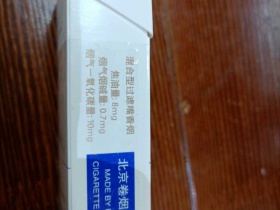 混合型过滤嘴香烟
焦油量:8mg
烟气烟碱量:0.7mg
烟气一氧化碳量:10mg
北京卷烟
MADE BY
CIGARETTE